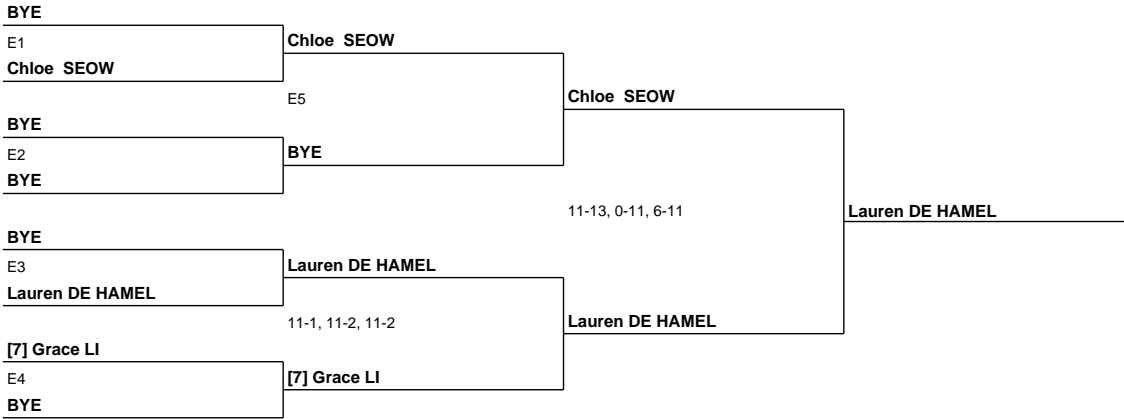 BYE
E1
Chloe SEOW
Chloe SEOW
E5
Chloe SEOW
BYE
E2
BYE
BYE
11-13, 0-11, 6-11
Lauren DE HAMEL
BYE
E3
Lauren DE HAMEL
Lauren DE HAMEL
11-1, 11-2, 11-2
Lauren DE HAMEL
[7] Grace LI
E4
[7] Grace LI
BYE